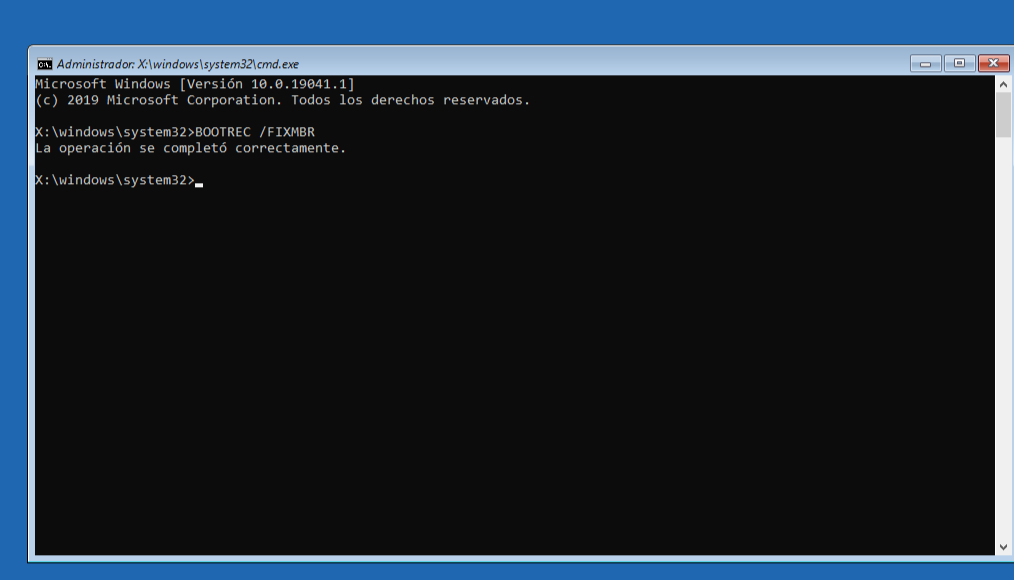 Administrador: X:\windows\system32\cmd.exe
Microsoft Windows [Versión 10.0.19041.1]
(c) 2019 Microsoft Corporation. Todos los derechos reservados.
X:\windows\system32>BOOTREC /FIXMBR
La operación se completó correctamente.
X:\windows\system32>